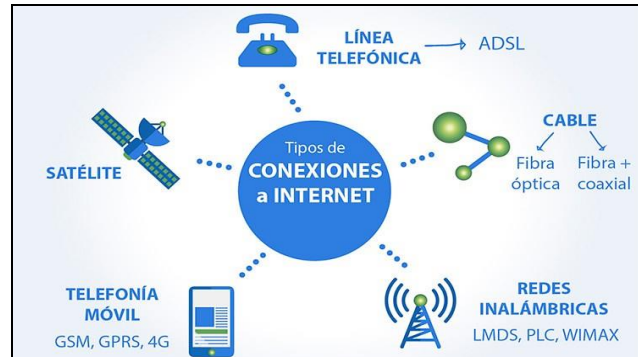 LÍNEA
TELEFÓNICA
ADSL
CABLE
Fibra
óptica
Fibra +
coaxial
Tipos de
CONEXIONES
a INTERNET
SATÉLITE
TELEFONÍA
MÓVIL
GSM, GPRS, 4G
REDES
INALÁMBRICAS
LMDS, PLC, WIMAX